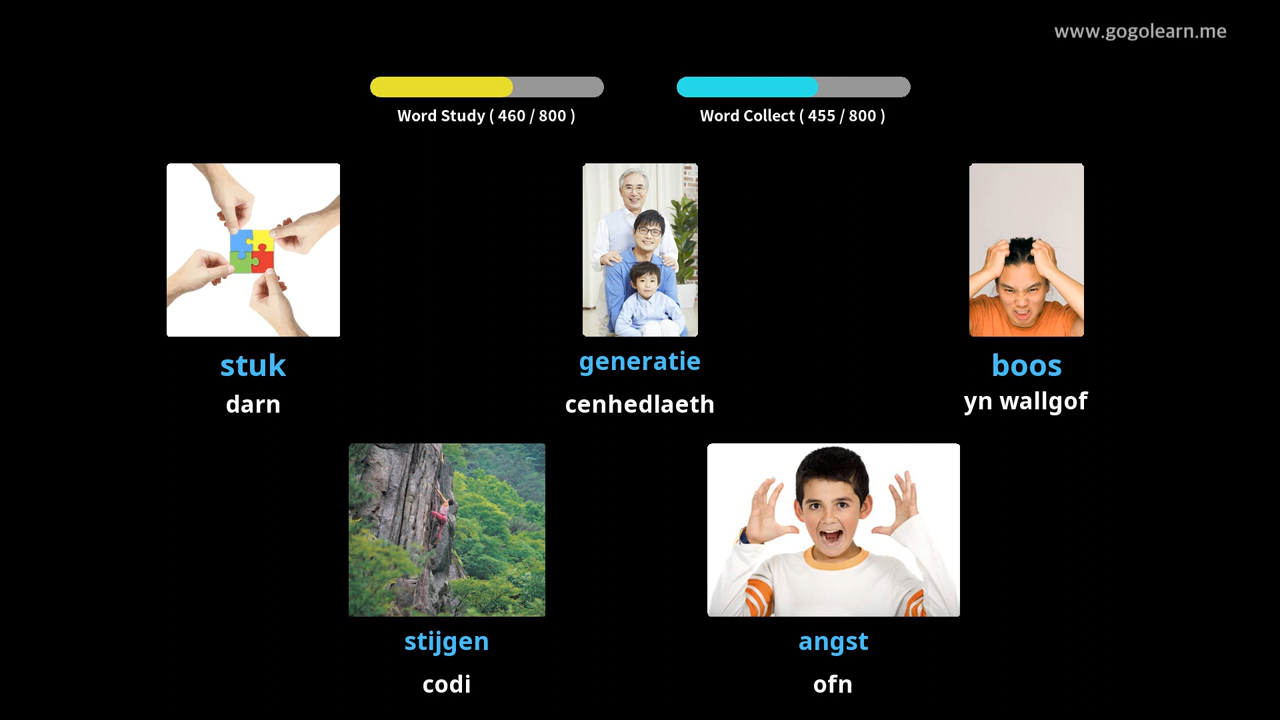 www.gogolearn.me
Word Study ( 460 / 800 )
Word Collect ( 455 / 800 )
stuk
darn
generatie
cenhedlaeth
boos
yn wallgof
stijgen
codi
angst
ofn